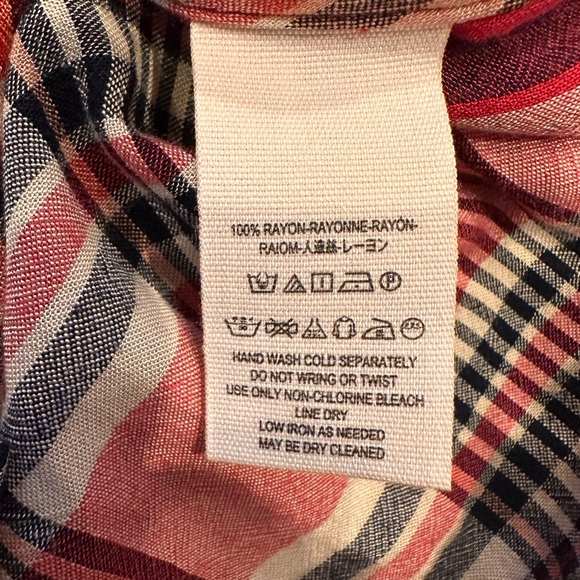 100% RAYON-RAYONNE-RAYÓN-
RAIOM-人造絲-レーヨン
HAND WASH COLD SEPARATELY
DO NOT WRING OR TWIST
USE ONLY NON-CHLORINE BLEACH
LINE DRY
LOW IRON AS NEEDED
MAY BE DRY CLEANED